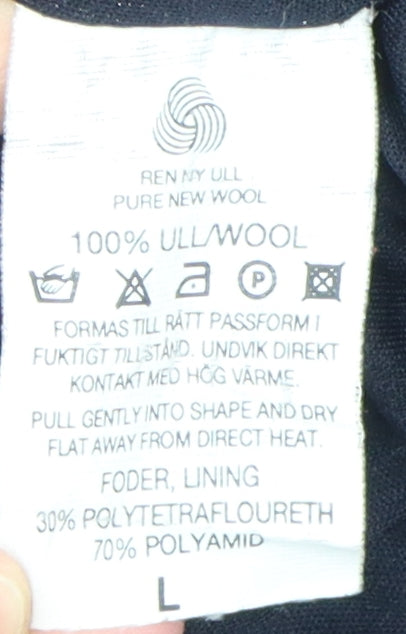 REN NY ULL
PURE NEW WOOL
100% ULL/WOOL
P
FORMAS TILL RÄTT PASSFORM I
FUKTIGT TILLSTÅND. UNDVIK DIREKT
KONTAKT MED HÖG VÄRME.
PULL GENTLY INTO SHAPE AND DRY
FLAT AWAY FROM DIRECT HEAT.
FODER, LINING
30% POLYTETRAFLOURETH
70% POLYAMID
L